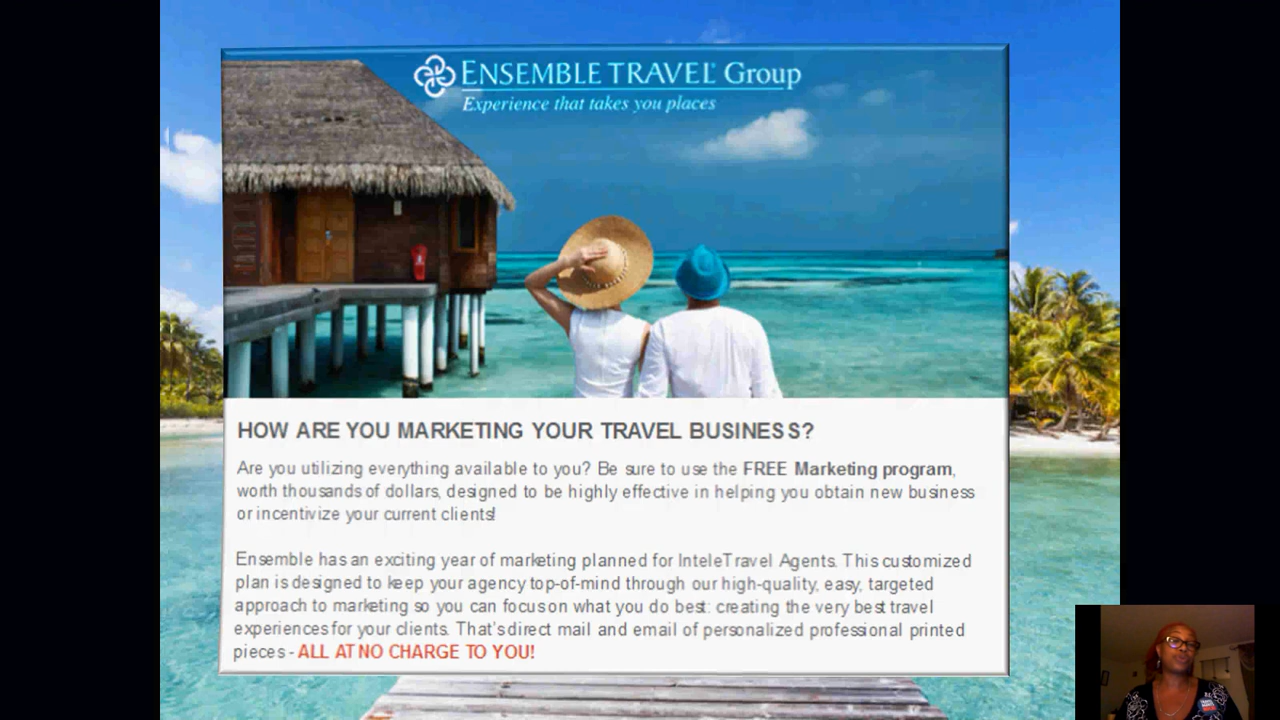 ENSEMBLE TRAVEL® Group
Experience that takes you places
HOW ARE YOU MARKETING YOUR TRAVEL BUSINESS?
Are you utilizing everything available to you? Be sure to use the FREE Marketing program,
worth thousands of dollars, designed to be highly effective in helping you obtain new business
or incentivize your current clients!
Ensemble has an exciting year of marketing planned for InteleTravel Agents. This customized
plan is designed to keep your agency top-of-mind through our high-quality, easy, targeted
approach to marketing so you can focus on what you do best: creating the very best travel
experiences for your clients. That's direct mail and email of personalized professional printed
pieces - ALL AT NO CHARGE TO YOU!